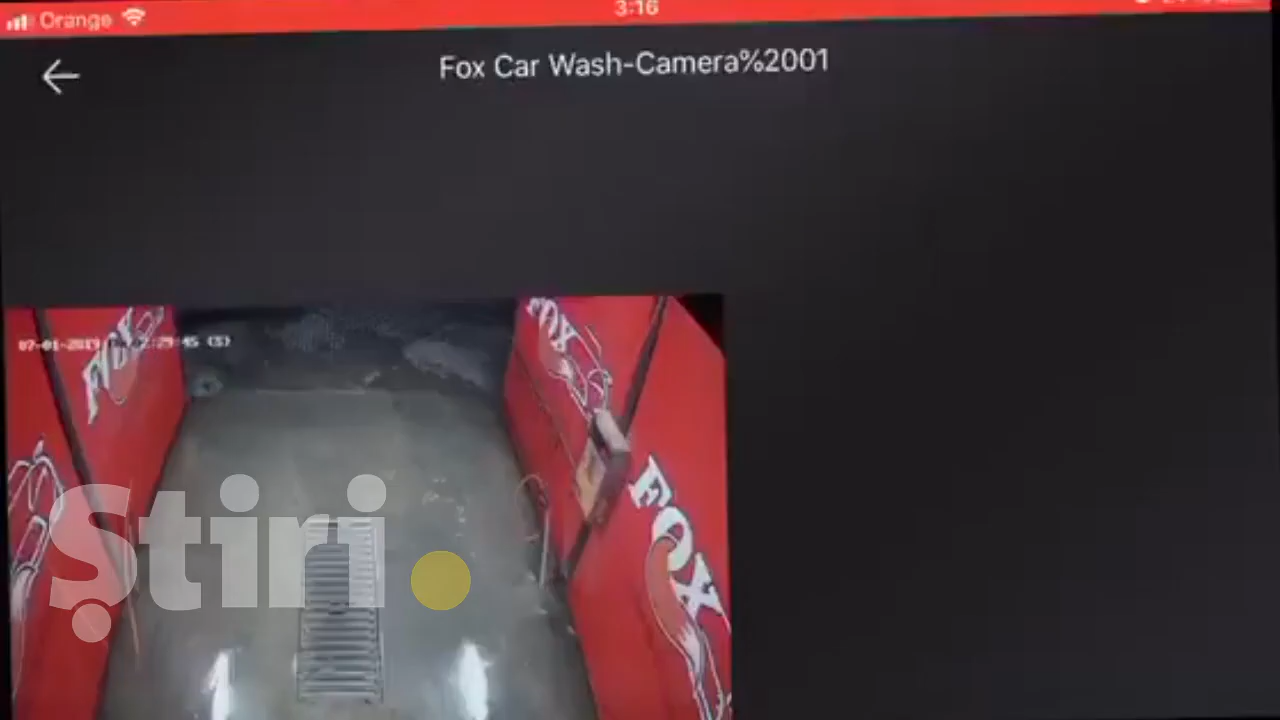 Orange
3:16
Fox Car Wash-Camera%2001
FOX
FOX
FOX
Știri